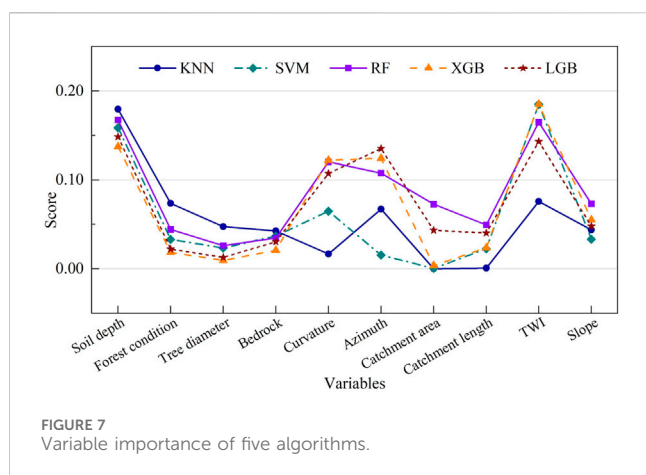 KNN SVM RF XGB LGB
0.20
0.10
0.00
Score
Soil depth
Forest condition
Tree diameter
Bedrock
Curvature
Azimuth
Catchment area
Catchment length
TWI
Slope
Variables
FIGURE 7
Variable importance of five algorithms.